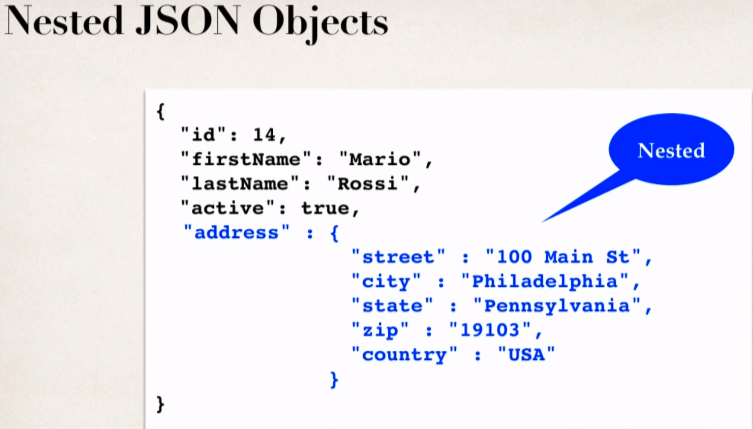 Nested JSON Objects
{
"id": 14,
"firstName": "Mario",
"lastName": "Rossi",
"active": true,
"address" : {
"street" : "100 Main St",
"city" : "Philadelphia",
"state" : "Pennsylvania",
"zip" : "19103",
"country" : "USA"
}
}
Nested